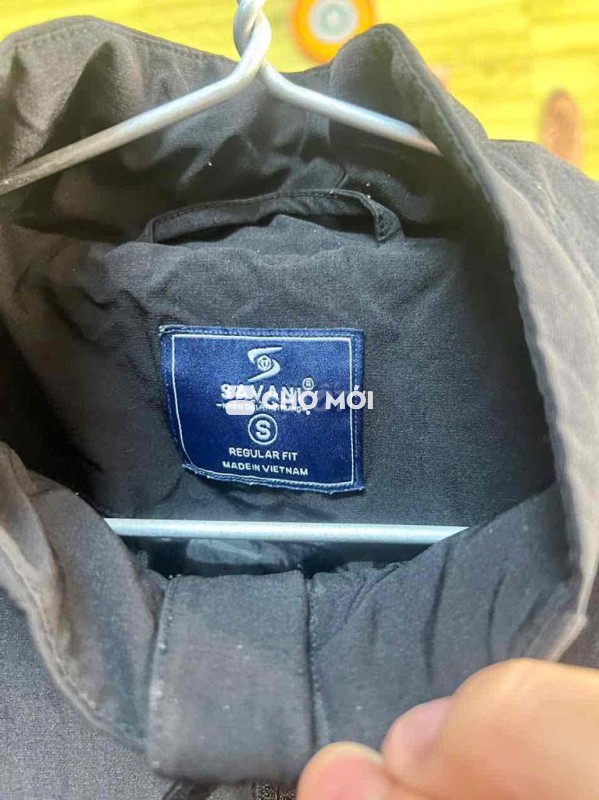 SAVANI®
CHỢ MỚI
S
REGULAR FIT
MADE IN VIETNAM